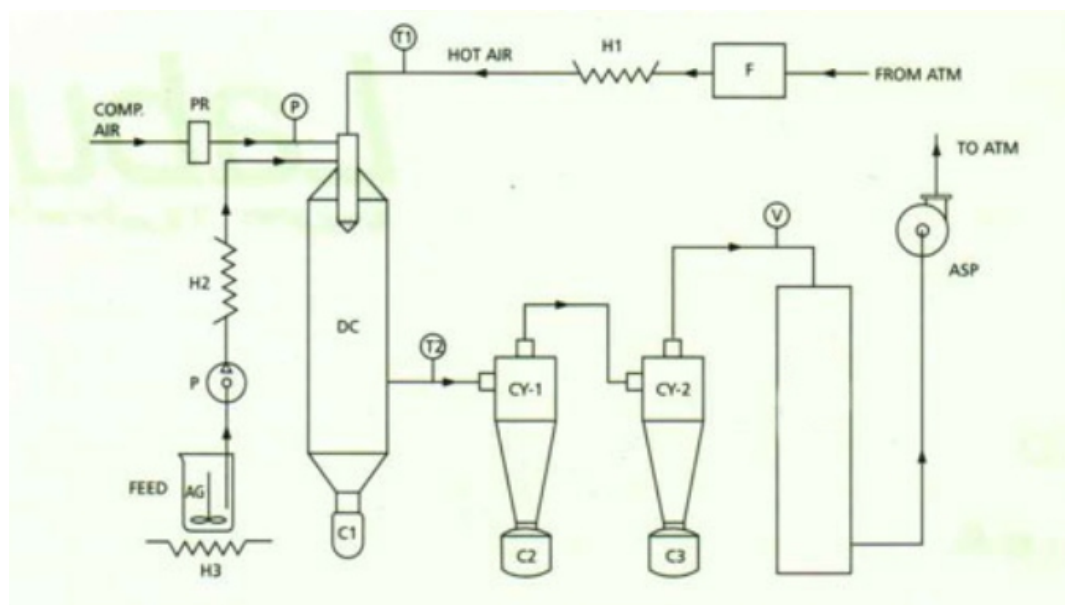 T1
HOT AIR
H1
F
FROM ATM
COMP.
AIR
PR
P
TO ATM
V
ASP
H2
DC
T2
P
CY-1
CY-2
FEED
AG
C1
C2
C3
H3